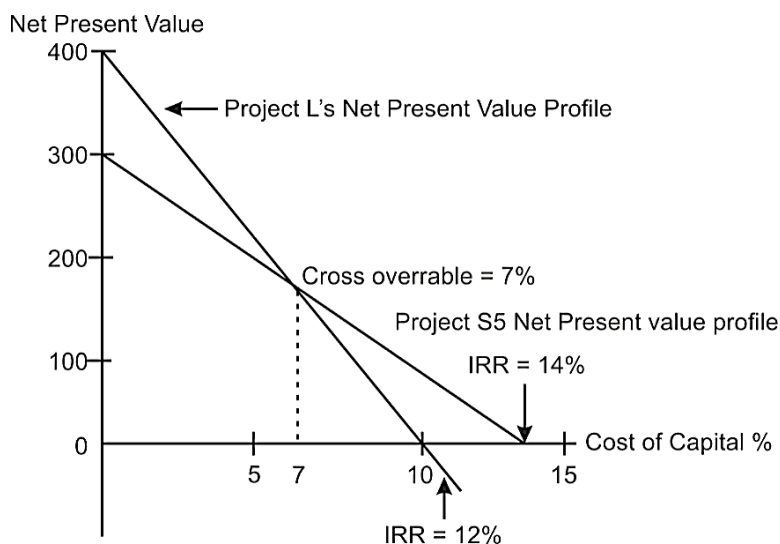 Net Present Value
400
Project L's Net Present Value Profile
300
200
Cross overrable = 7%
Project S5 Net Present value profile
100
IRR = 14%
0
Cost of Capital %
5
7
10
15
IRR = 12%